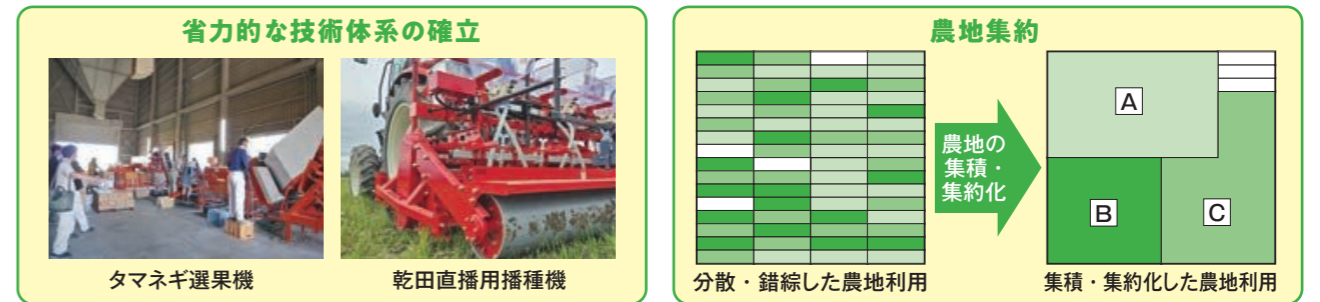 省力的な技術体系の確立
タマネギ選果機
乾田直播用播種機
農地集約
農地の
集積・
集約化
A
B
C
分散・錯綜した農地利用
集積・集約化した農地利用